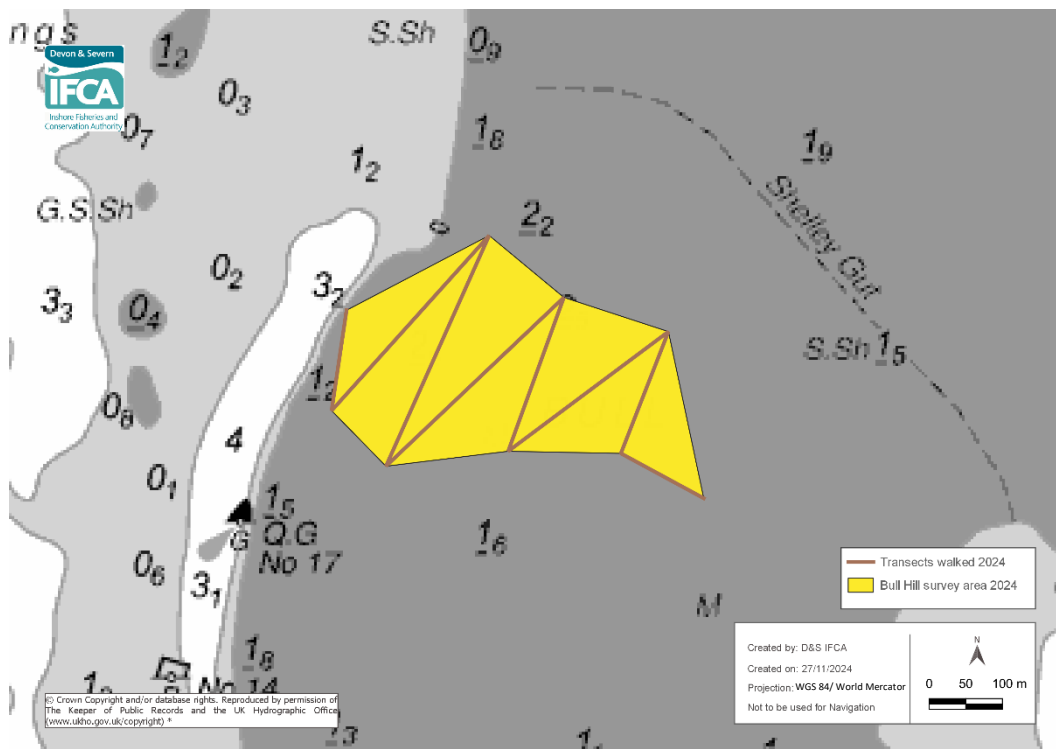 ngs
1₂
S.Sh
0₉
Devon & Severn
IFCA
Inshore Fisheries and
Conservation Authority
0₃
0₇
1₈
1₂
1₉
G.S.Sh
2₂
Shelley Gut
0₂
3₂
3₃
0₄
S.Sh 1₅
1₂
0₈
4
0₁
1₅
G
Q.G
No 17
1₆
0₆
3₁
M
Transects walked 2024
Bull Hill survey area 2024
1₈
No 14
Created by: D&S IFCA
Created on: 27/11/2024
Projection: WGS 84/ World Mercator
Not to be used for Navigation
N
0 50 100 m
© Crown Copyright and/or database rights. Reproduced by permission of
The Keeper of Public Records and the UK Hydrographic Office
(www.ukho.gov.uk/copyright) *